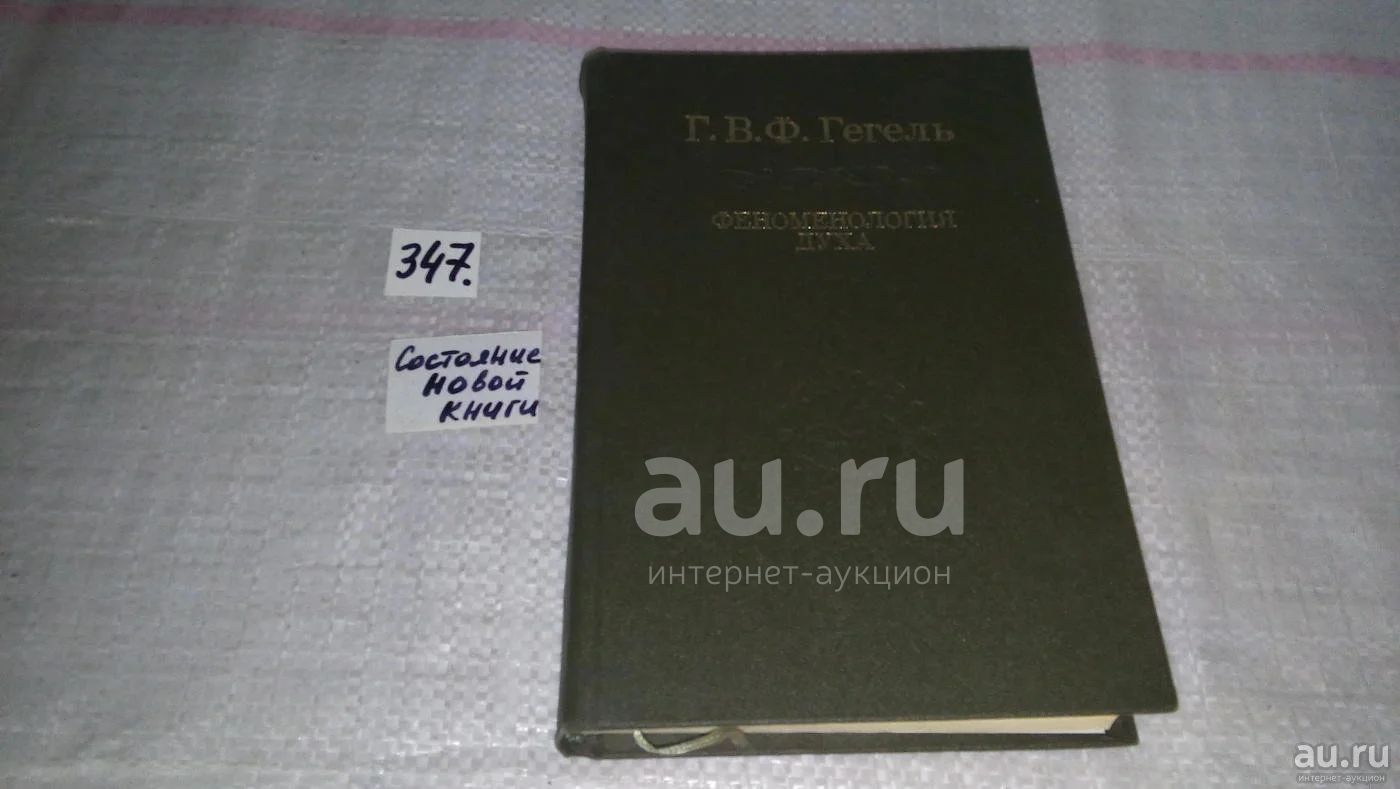 Г. В. Ф. Гегель
ФЕНОМЕНОЛОГИЯ
ДУХА
347.
Состояние
новой
книги
au.ru
интернет-аукцион
au.ru
интернет-аукцион